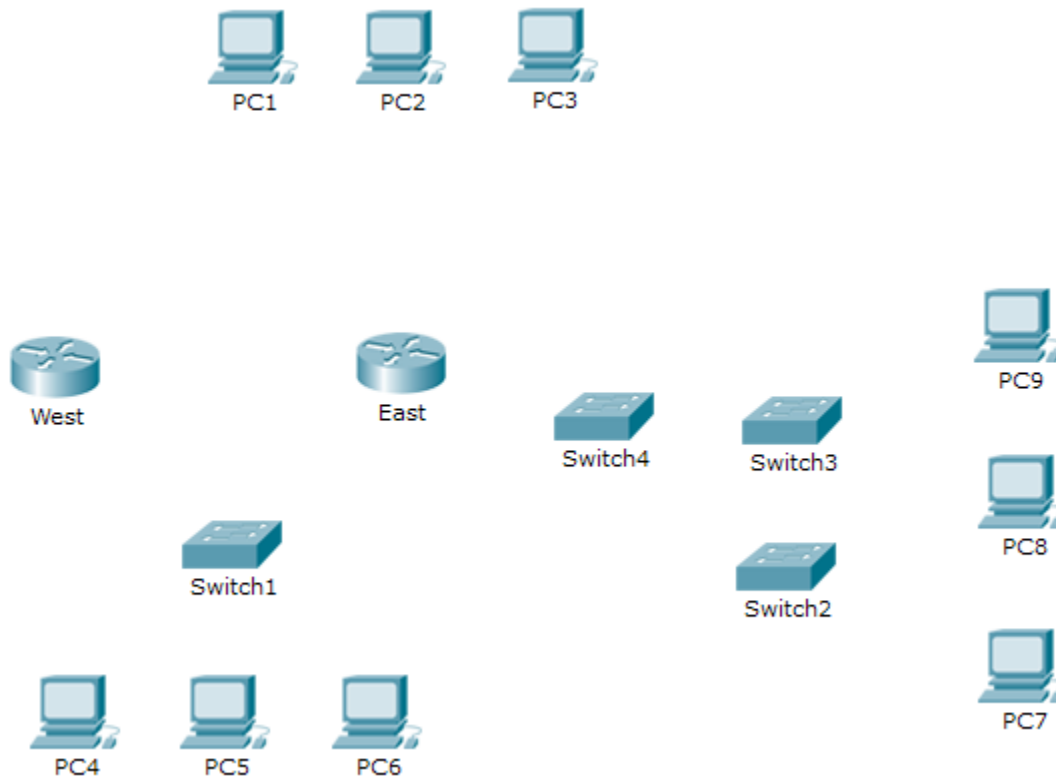 PC1
PC2
PC3
PC9
West
East
Switch4
Switch3
PC8
Switch1
Switch2
PC7
PC4
PC5
PC6